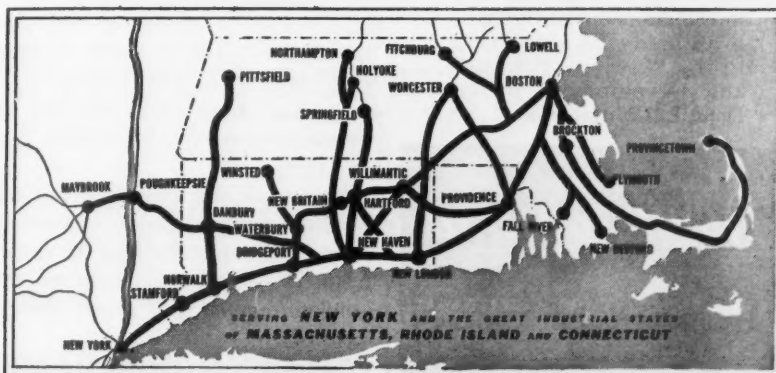 NORTHAMPTON
FITCHBURG
LOWELL
HOLYOKE
PITTSFIELD
WORCESTER
BOSTON
SPRINGFIELD
BROCKTON
PROVINCETOWN
WINSTED
WILLIMANTIC
PLYMOUTH
MAYBROOK
POUGHKEEPSIE
NEW BRITAIN
HARTFORD
PROVIDENCE
DANBURY
WATERBURY
FALL RIVER
NEW HAVEN
NEW BEDFORD
BRIDGEPORT
NEW LONDON
NORWALK
STAMFORD
NEW YORK
SERVING NEW YORK AND THE GREAT INDUSTRIAL STATES
OF MASSACHUSETTS, RHODE ISLAND AND CONNECTICUT